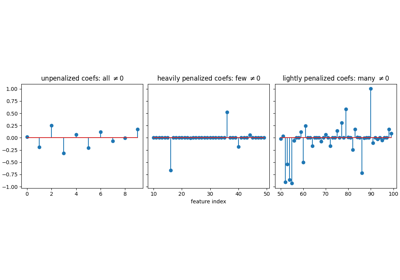 unpenalized coefs: all ≠0
heavily penalized coefs: few ≠0
lightly penalized coefs: many ≠0
1.00
0.75
0.50
0.25
0.00
−0.25
−0.50
−0.75
−1.00
0 2 4 6 8
10 20 30 40 50
50 60 70 80 90 100
feature index